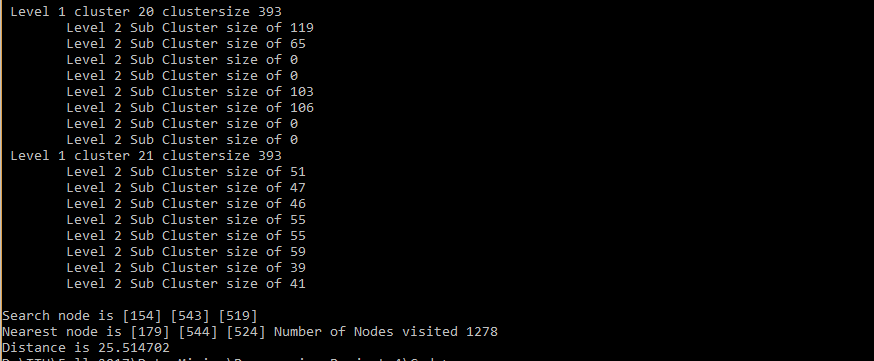 Level 1 cluster 20 clustersize 393
Level 2 Sub Cluster size of 119
Level 2 Sub Cluster size of 65
Level 2 Sub Cluster size of 0
Level 2 Sub Cluster size of 0
Level 2 Sub Cluster size of 103
Level 2 Sub Cluster size of 106
Level 2 Sub Cluster size of 0
Level 2 Sub Cluster size of 0
Level 1 cluster 21 clustersize 393
Level 2 Sub Cluster size of 51
Level 2 Sub Cluster size of 47
Level 2 Sub Cluster size of 46
Level 2 Sub Cluster size of 55
Level 2 Sub Cluster size of 55
Level 2 Sub Cluster size of 59
Level 2 Sub Cluster size of 39
Level 2 Sub Cluster size of 41
Search node is [154] [543] [519]
Nearest node is [179] [544] [524] Number of Nodes visited 1278
Distance is 25.514702